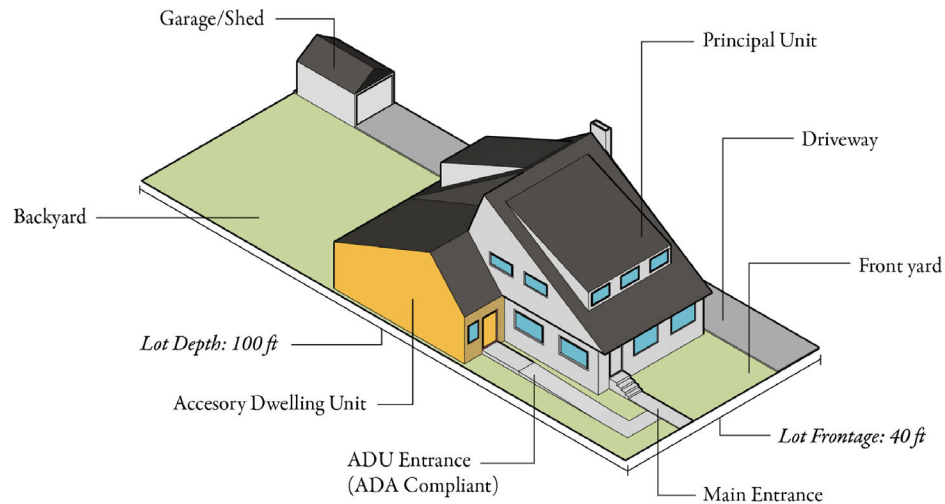 Garage/Shed
Principal Unit
Driveway
Backyard
Front yard
Lot Depth: 100 ft
Accesory Dwelling Unit
Lot Frontage: 40 ft
ADU Entrance
(ADA Compliant)
Main Entrance